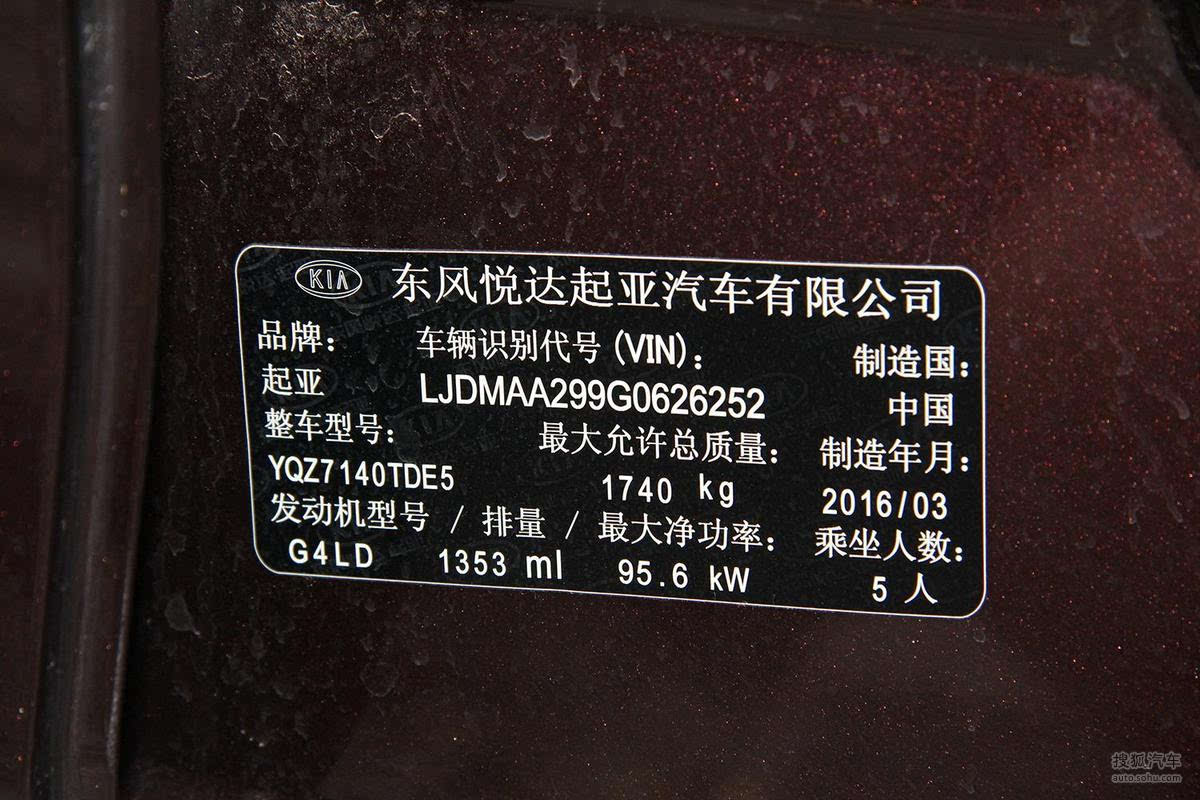 KIA 东风悦达起亚汽车有限公司
品牌: 车辆识别代号 (VIN): 制造国:
起亚 LJDMAA299G0626252 中国
整车型号: 最大允许总质量: 制造年月:
YQZ7140TDE5 1740 kg 2016/03
发动机型号 / 排量 / 最大净功率: 乘坐人数:
G4LD 1353 ml 95.6 kW 5 人
搜狐汽车
auto.sohu.com